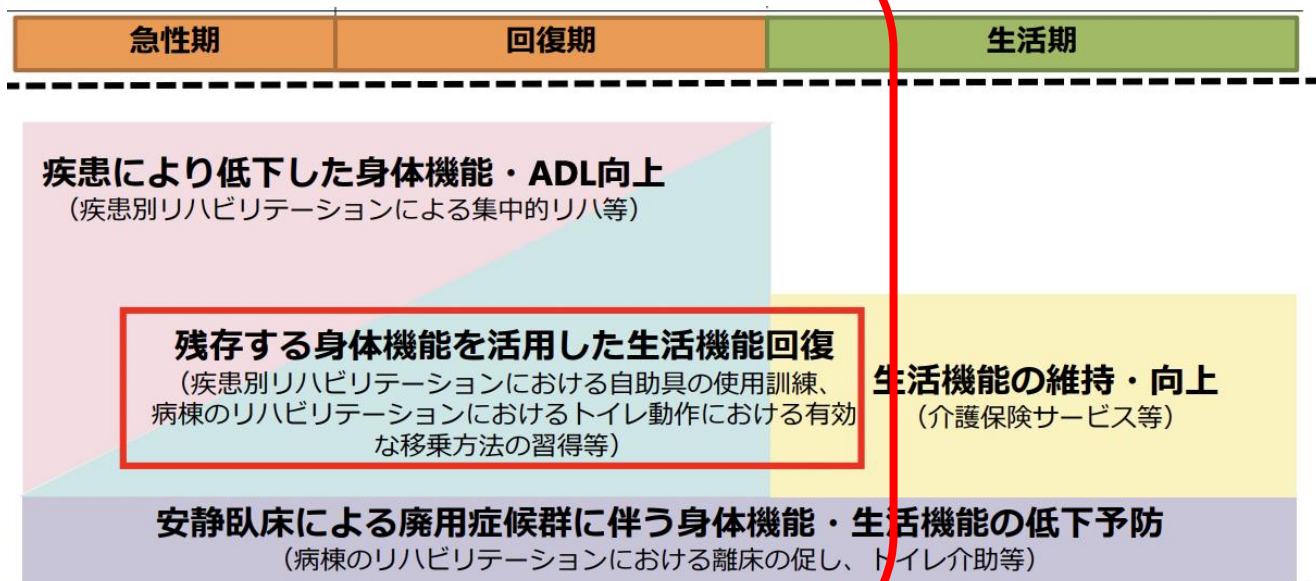 急性期 回復期 生活期
疾患により低下した身体機能・ADL向上
（疾患別リハビリテーションによる集中的リハ等）
残存する身体機能を活用した生活機能回復
（疾患別リハビリテーションにおける自助具の使用訓練、
病棟のリハビリテーションにおけるトイレ動作における有効
な移乗方法の習得等）
生活機能の維持・向上
（介護保険サービス等）
安静臥床による廃用症候群に伴う身体機能・生活機能の低下予防
（病棟のリハビリテーションにおける離床の促し、トイレ介助等）